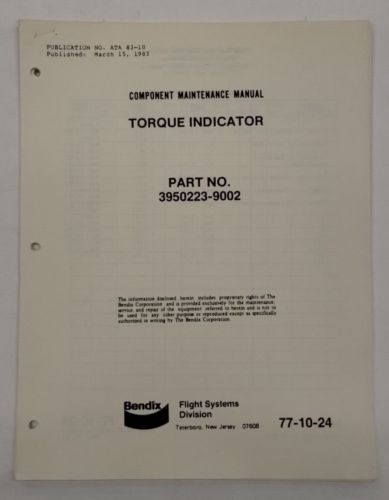 PUBLICATION NO. ATA 83-10
Published: March 15, 1983
COMPONENT MAINTENANCE MANUAL
TORQUE INDICATOR
PART NO.
3950223-9002
The information disclosed herein includes proprietary rights of The
Bendix Corporation and is provided exclusively for the maintenance,
service, and repair of the equipment referred to herein and is not to
be used for any other purpose or reproduced except as specifically
authorized in writing by The Bendix Corporation.
Bendix
Flight Systems
Division
Teterboro, New Jersey 07608
77-10-24